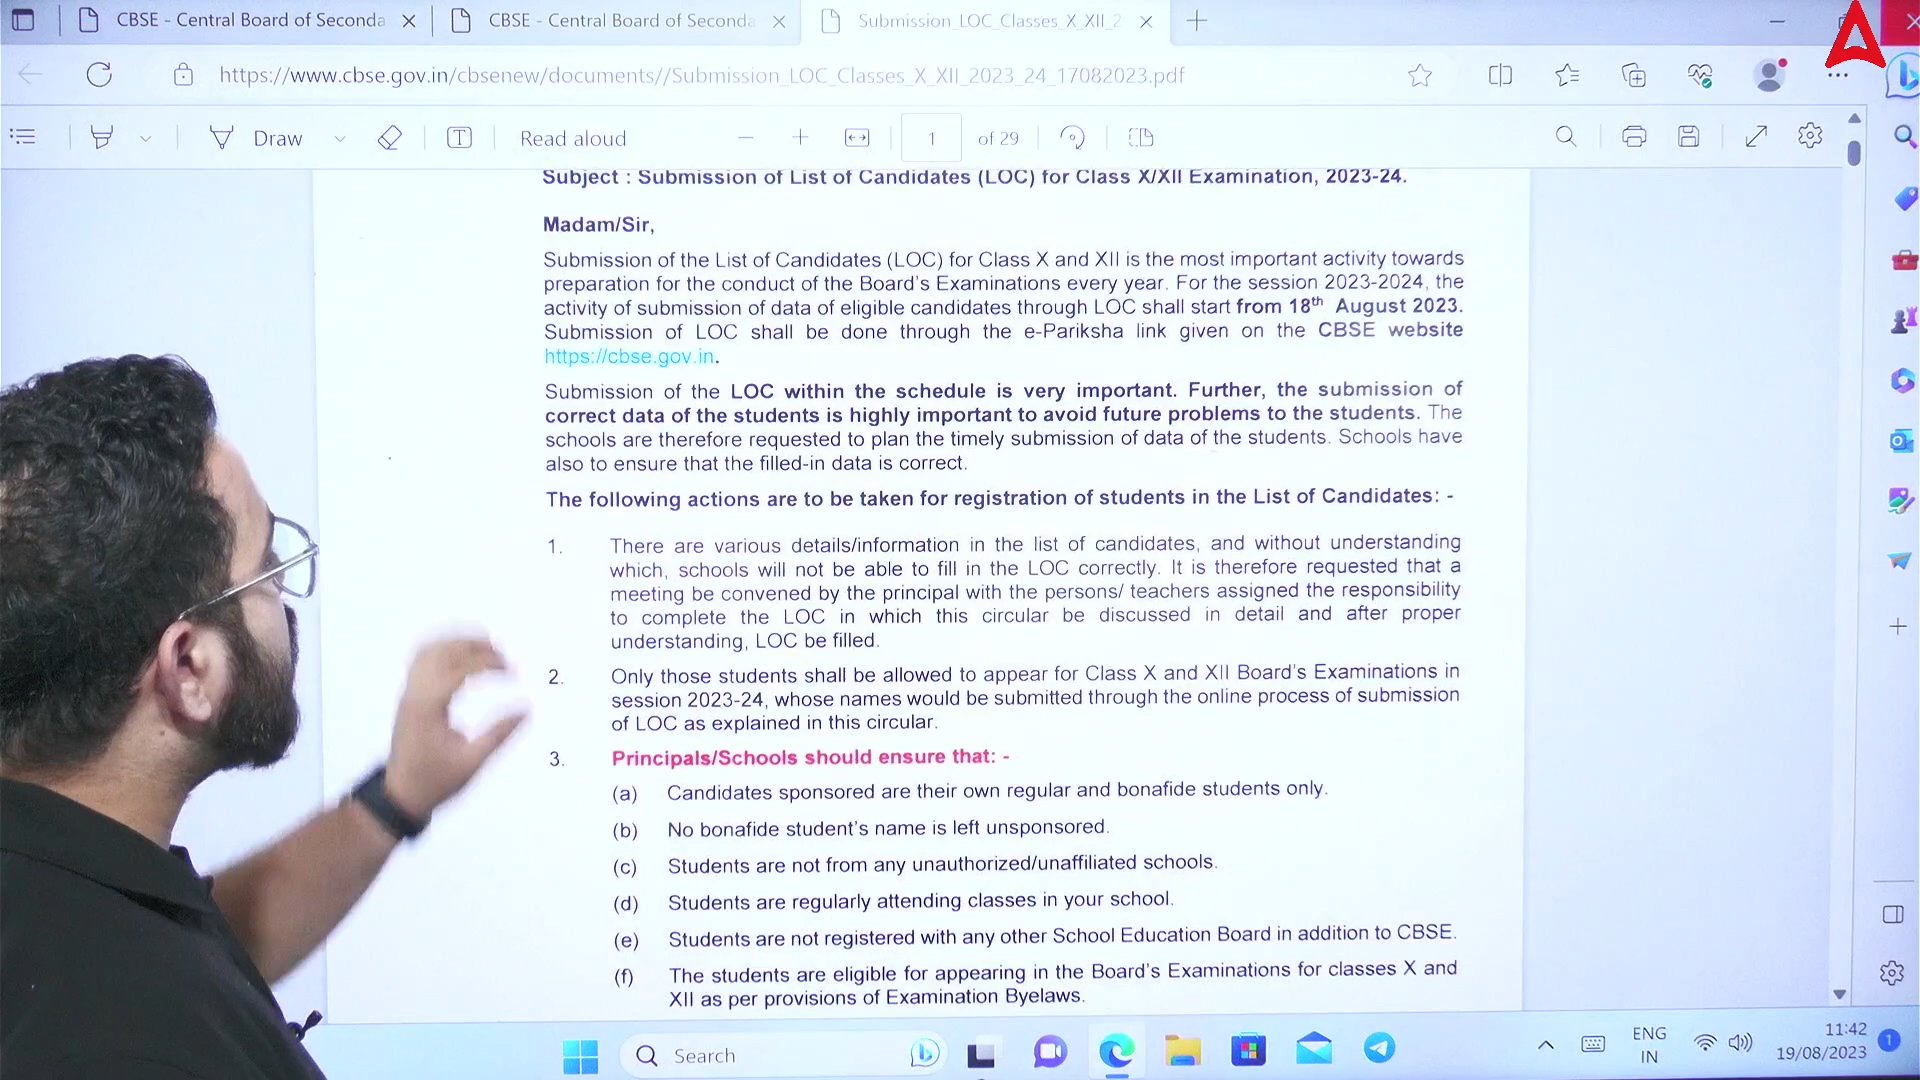 CBSE - Central Board of Seconda
CBSE - Central Board of Seconda
Submission_LOC_Classes_X_XII_2
https://www.cbse.gov.in/cbsenew/documents//Submission_LOC_Classes_X_XII_2023_24_17082023.pdf
Draw
T
Read aloud
1
of 29
Subject : Submission of List of Candidates (LOC) for Class X/XII Examination, 2023-24.
Madam/Sir,
Submission of the List of Candidates (LOC) for Class X and XII is the most important activity towards
preparation for the conduct of the Board's Examinations every year. For the session 2023-2024, the
activity of submission of data of eligible candidates through LOC shall start from 18th August 2023.
Submission of LOC shall be done through the e-Pariksha link given on the CBSE website
https://cbse.gov.in.
Submission of the LOC within the schedule is very important. Further, the submission of
correct data of the students is highly important to avoid future problems to the students. The
schools are therefore requested to plan the timely submission of data of the students. Schools have
also to ensure that the filled-in data is correct.
The following actions are to be taken for registration of students in the List of Candidates: -
1. There are various details/information in the list of candidates, and without understanding
which, schools will not be able to fill in the LOC correctly. It is therefore requested that a
meeting be convened by the principal with the persons/ teachers assigned the responsibility
to complete the LOC in which this circular be discussed in detail and after proper
understanding, LOC be filled.
2. Only those students shall be allowed to appear for Class X and XII Board's Examinations in
session 2023-24, whose names would be submitted through the online process of submission
of LOC as explained in this circular.
3. Principals/Schools should ensure that: -
(a) Candidates sponsored are their own regular and bonafide students only.
(b) No bonafide student's name is left unsponsored.
(c) Students are not from any unauthorized/unaffiliated schools.
(d) Students are regularly attending classes in your school.
(e) Students are not registered with any other School Education Board in addition to CBSE.
(f) The students are eligible for appearing in the Board's Examinations for classes X and
XII as per provisions of Examination Byelaws.
Search
ENG
IN
11:42
19/08/2023
1